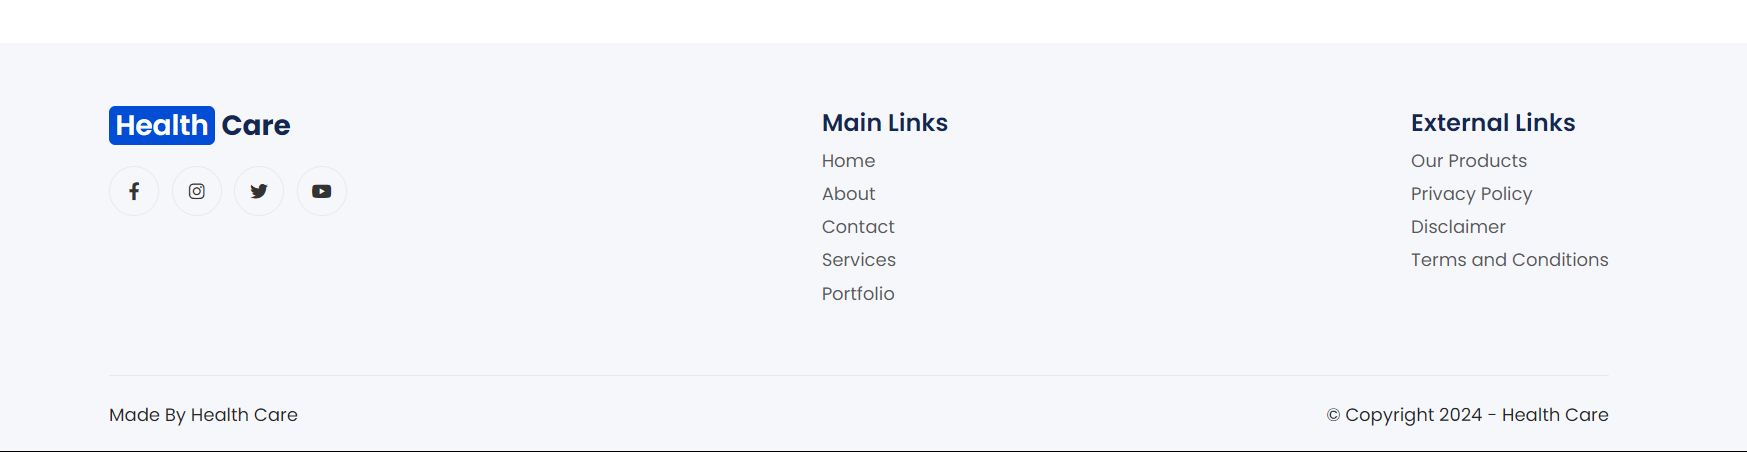 Health Care
Main Links
Home
About
Contact
Services
Portfolio
External Links
Our Products
Privacy Policy
Disclaimer
Terms and Conditions
Made By Health Care
© Copyright 2024 - Health Care